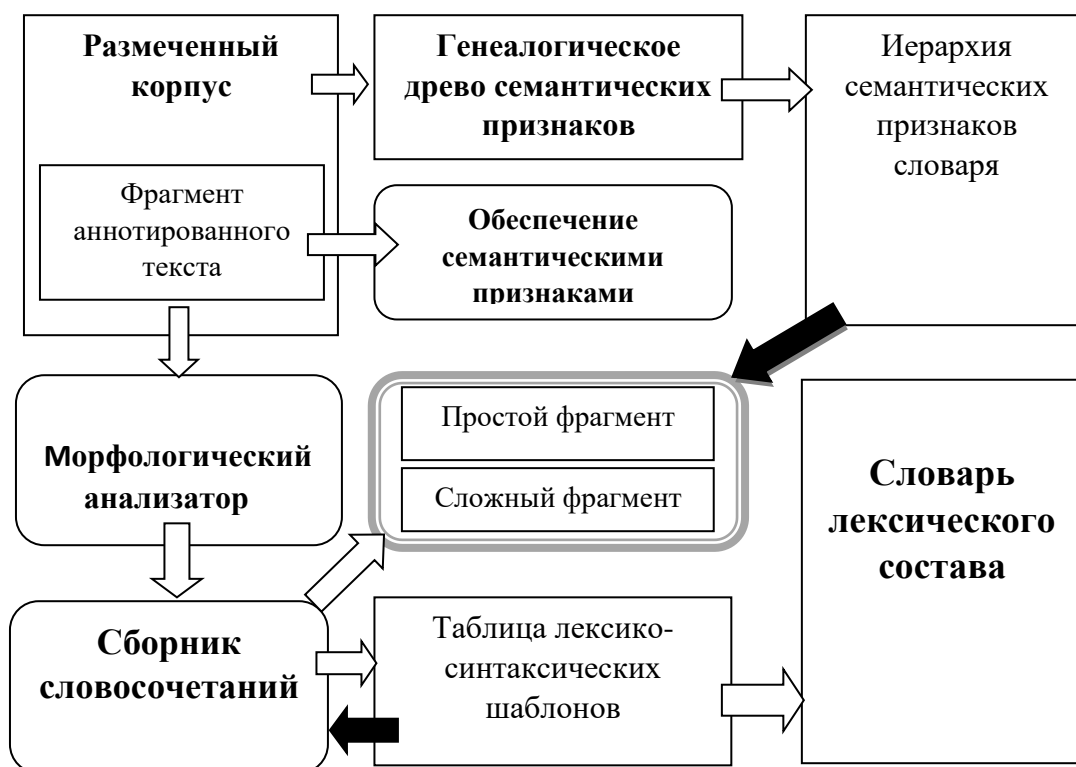 Размеченный
корпус
Фрагмент
аннотированного
текста
Генеалогическое
древо семантических
признаков
Иерархия
семантических
признаков
словаря
Обеспечение
семантическими
признаками
Морфологический
анализатор
Простой фрагмент
Сложный фрагмент
Словарь
лексического
состава
Сборник
словосочетаний
Таблица лексико-
синтаксических
шаблонов